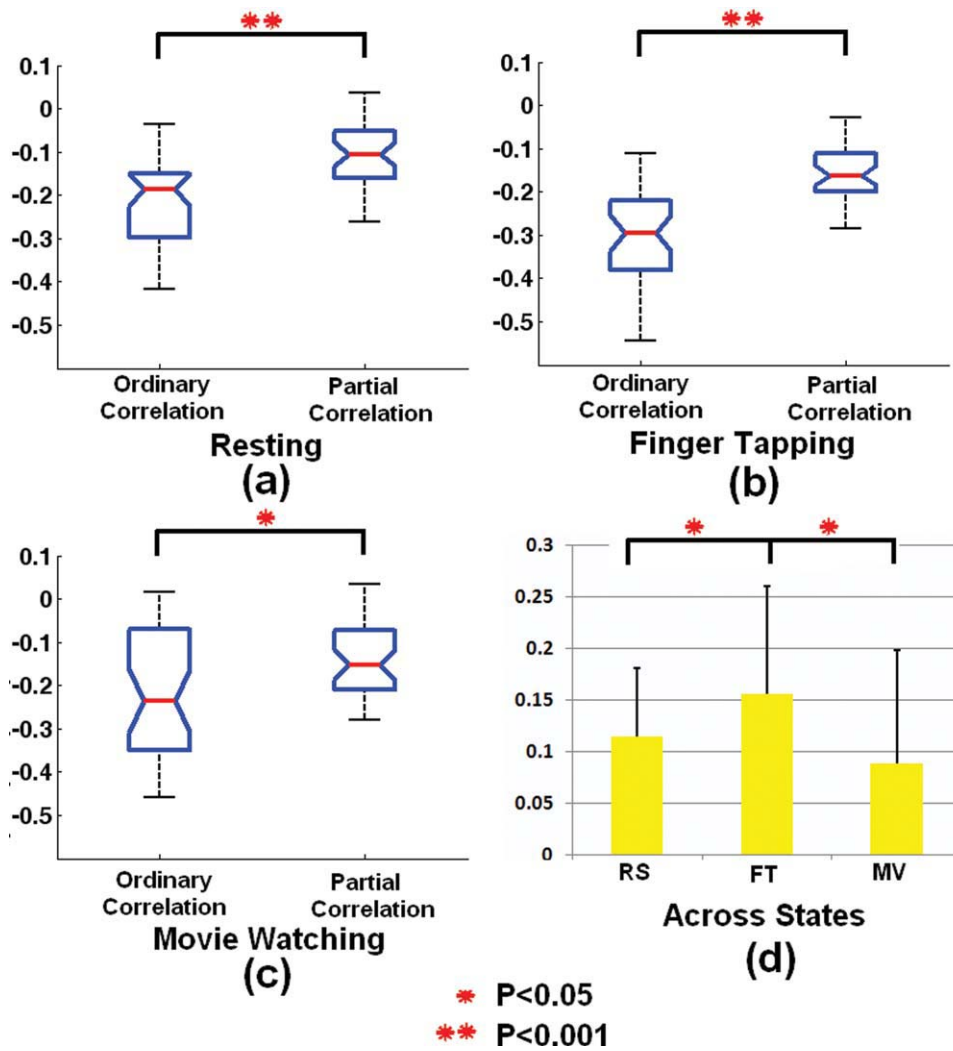 **
0.1
0
-0.1
-0.2
-0.3
-0.4
-0.5
Ordinary Correlation
Partial Correlation
Resting
(a)
**
0.1
0
-0.1
-0.2
-0.3
-0.4
-0.5
Ordinary Correlation
Partial Correlation
Finger Tapping
(b)
*
0.1
0
-0.1
-0.2
-0.3
-0.4
-0.5
Ordinary Correlation
Partial Correlation
Movie Watching
(c)
* *
0.3
0.25
0.2
0.15
0.1
0.05
0
RS FT MV
Across States
(d)
* P<0.05
** P<0.001